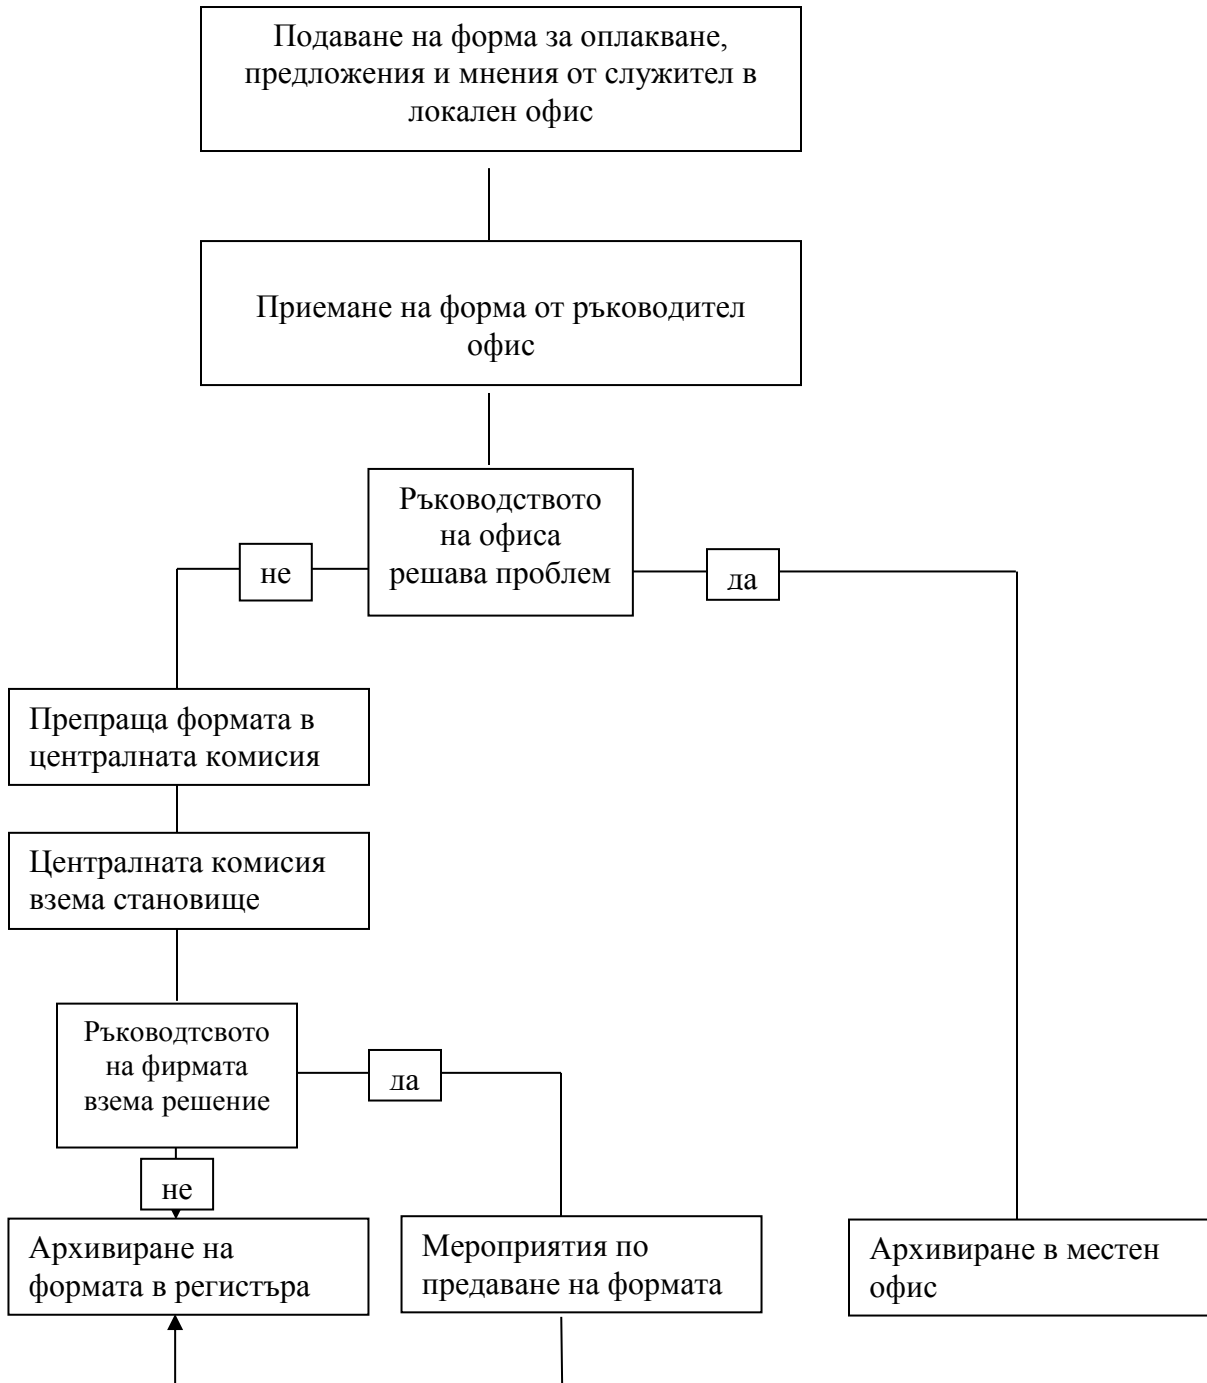 Подаване на форма за оплакване,
предложения и мнения от служител в
локален офис
Приемане на форма от ръководител
офис
Ръководството
на офиса
решава проблем
не
да
Препраща формата в
централната комисия
Централната комисия
взема становище
Ръководтсвото
на фирмата
взема решение
да
не
Архивиране на
формата в регистъра
Мероприятия по
предаване на формата
Архивиране в местен
офис